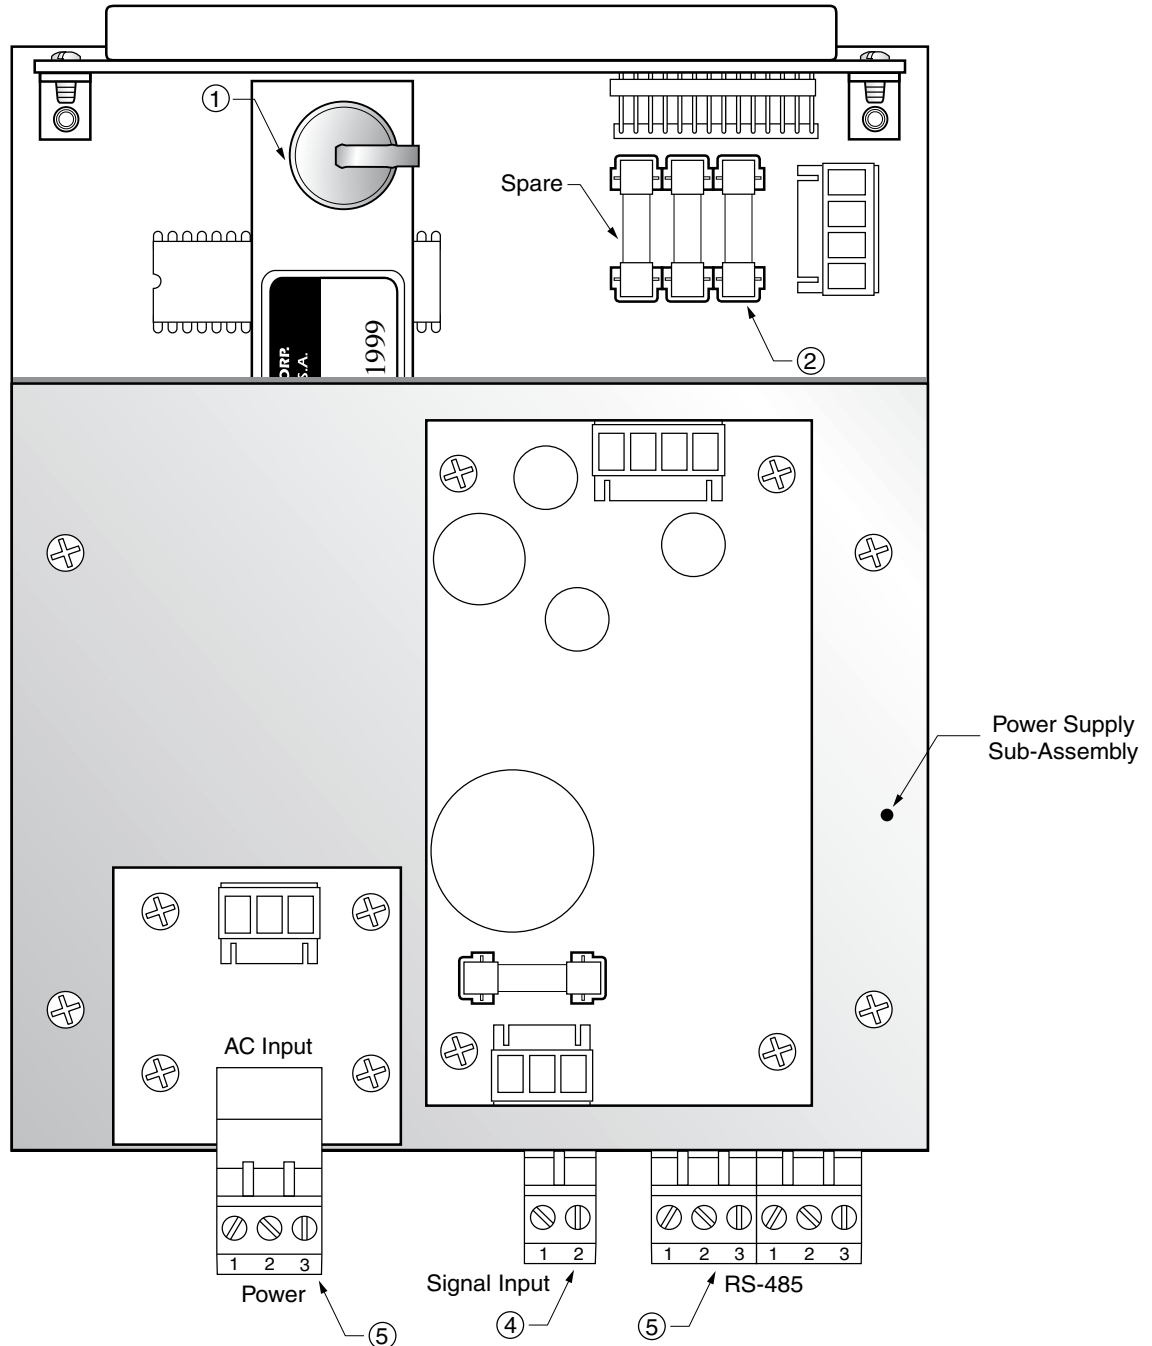 ①
Spare
②
ORP.
S.A.
1999
Power Supply
Sub-Assembly
AC Input
1 2 3
Power
⑤
1 2
Signal Input
④
1 2 3 1 2 3
RS-485
⑤